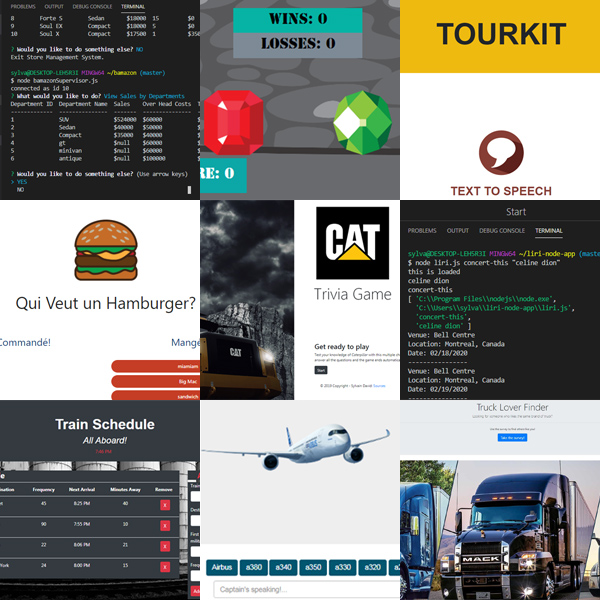 8 Forte S Sedan $18000 15 $0
9 Soul EX Compact $18000 5 $0
10 Soul X Compact $17500 1 $350
? Would you like to do something else? NO
Exit Store Management System.
sylva@DESKTOP-LEHSR3I MINGW64 ~/bamazon (master)
$ node bamazonSupervisor.js
connected as id 10
? What would you like to do? View Sales by Departments
Department ID Department Name Sales Over Head Costs T
1 SUV $524000 $60000
2 Sedan $40000 $60000
3 Compact $35000 $40000
4 gt $null $60000
5 minivan $null $60000
6 antique $null $100000
? Would you like to do something else? (Use arrow keys)
> YES
NO
PROBLEMS OUTPUT DEBUG CONSOLE TERMINAL
WINS: 0
LOSSES: 0
RE: 0
TOURKIT
TEXT TO SPEECH
Qui Veut un Hamburger?
Commandé! Mange
miamiam
Big Mac
sandwich
CAT
CAT
Trivia Game
Get ready to play
Start
© 2019 Copyright - Sylvain David
Start
PROBLEMS OUTPUT DEBUG CONSOLE TERMINAL
sylva@DESKTOP-LEHSR3I MINGW64 ~/liri-node-app (maste
$ node liri.js concert-this "celine dion"
this is loaded
celine dion
concert-this
[ 'C:\\Program Files\\nodejs\\node.exe',
'C:\\Users\\sylva\\liri-node-app\\liri.js',
'concert-this',
'celine dion' ]
Venue: Bell Centre
Location: Montreal, Canada
Date: 02/18/2020
----------------
Venue: Bell Centre
Location: Montreal, Canada
Date: 02/19/2020
----------------
Train Schedule
All Aboard!
ination Frequency Next Arrival Minutes Away Remove
45 8:25 PM 40 X
90 7:55 PM 10 X
22 8:06 PM 21 X
rk 24 8:00 PM 15 X
Airbus a380 a340 a350 a330 a320 a2
Captain's speaking!...
Truck Lover Finder
Take the survey!
MACK